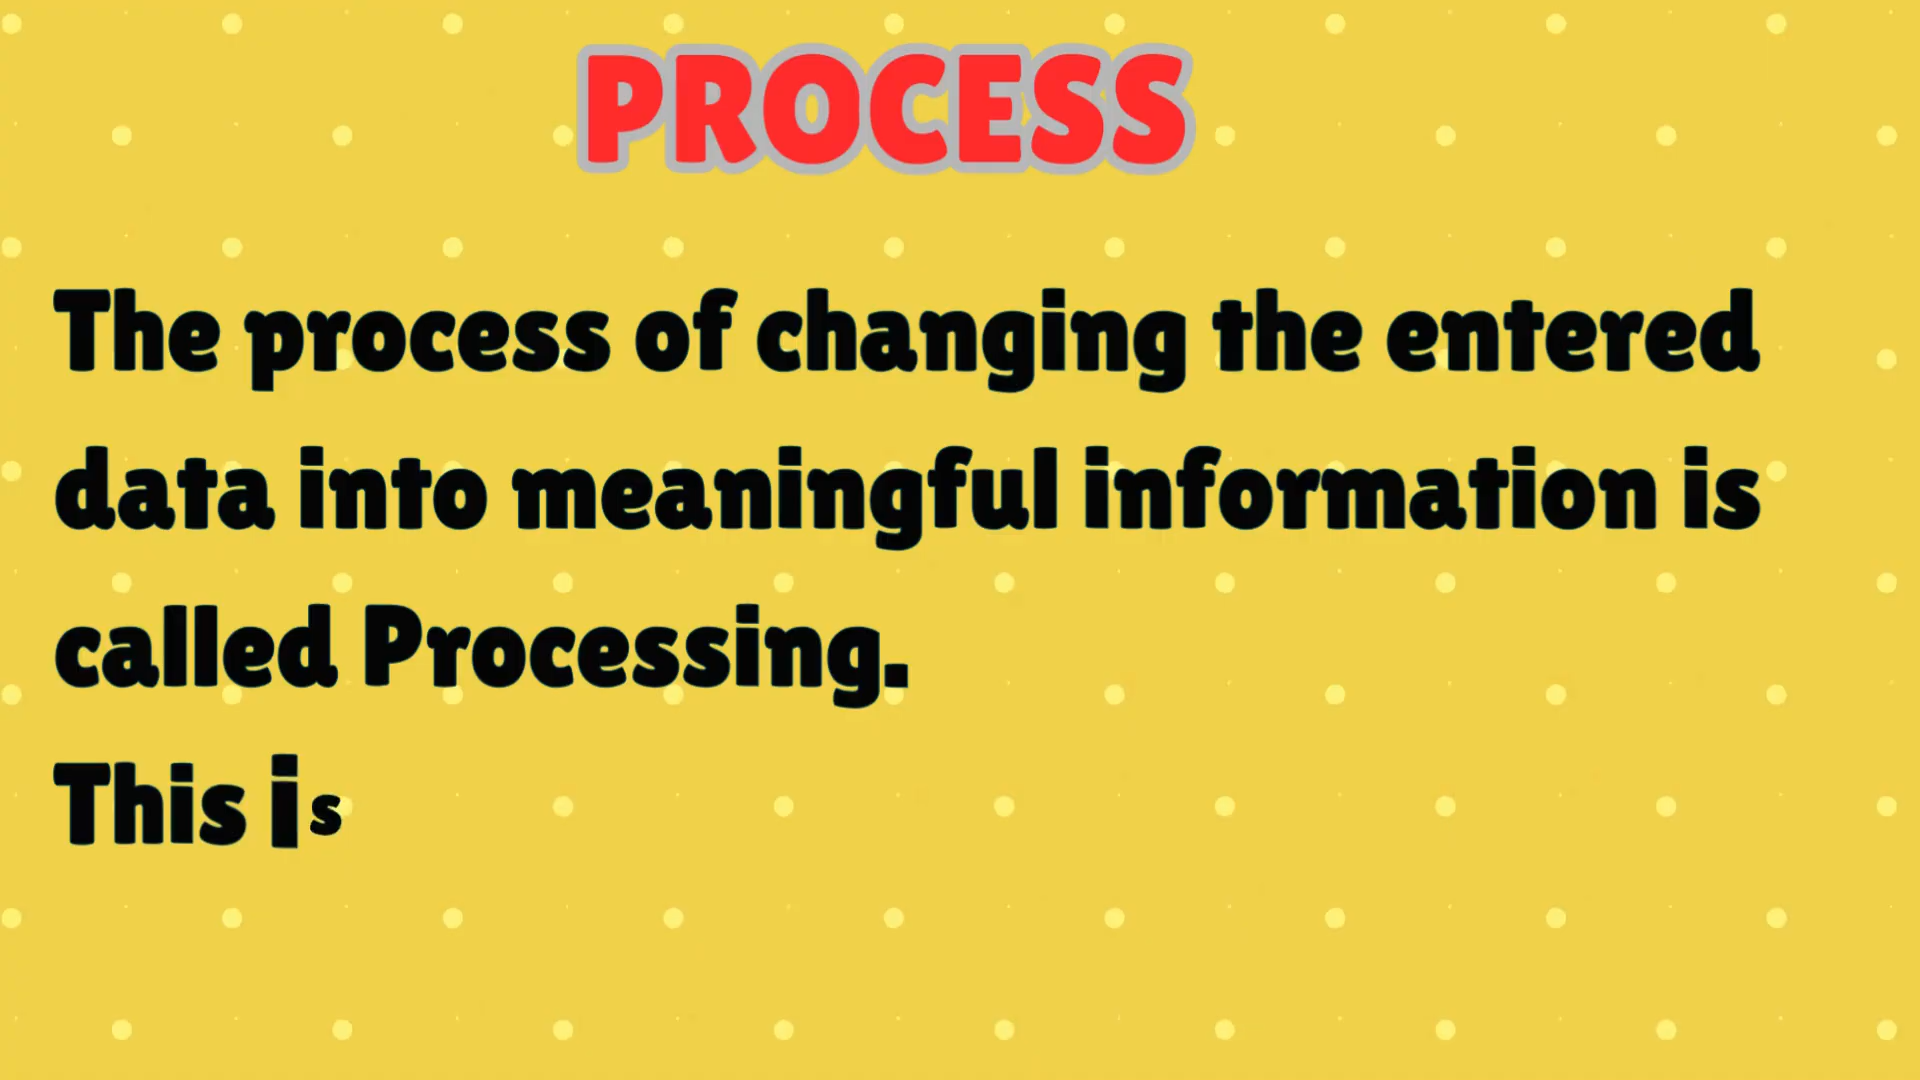 PROCESS
The process of changing the entered
data into meaningful information is
called Processing.
This is